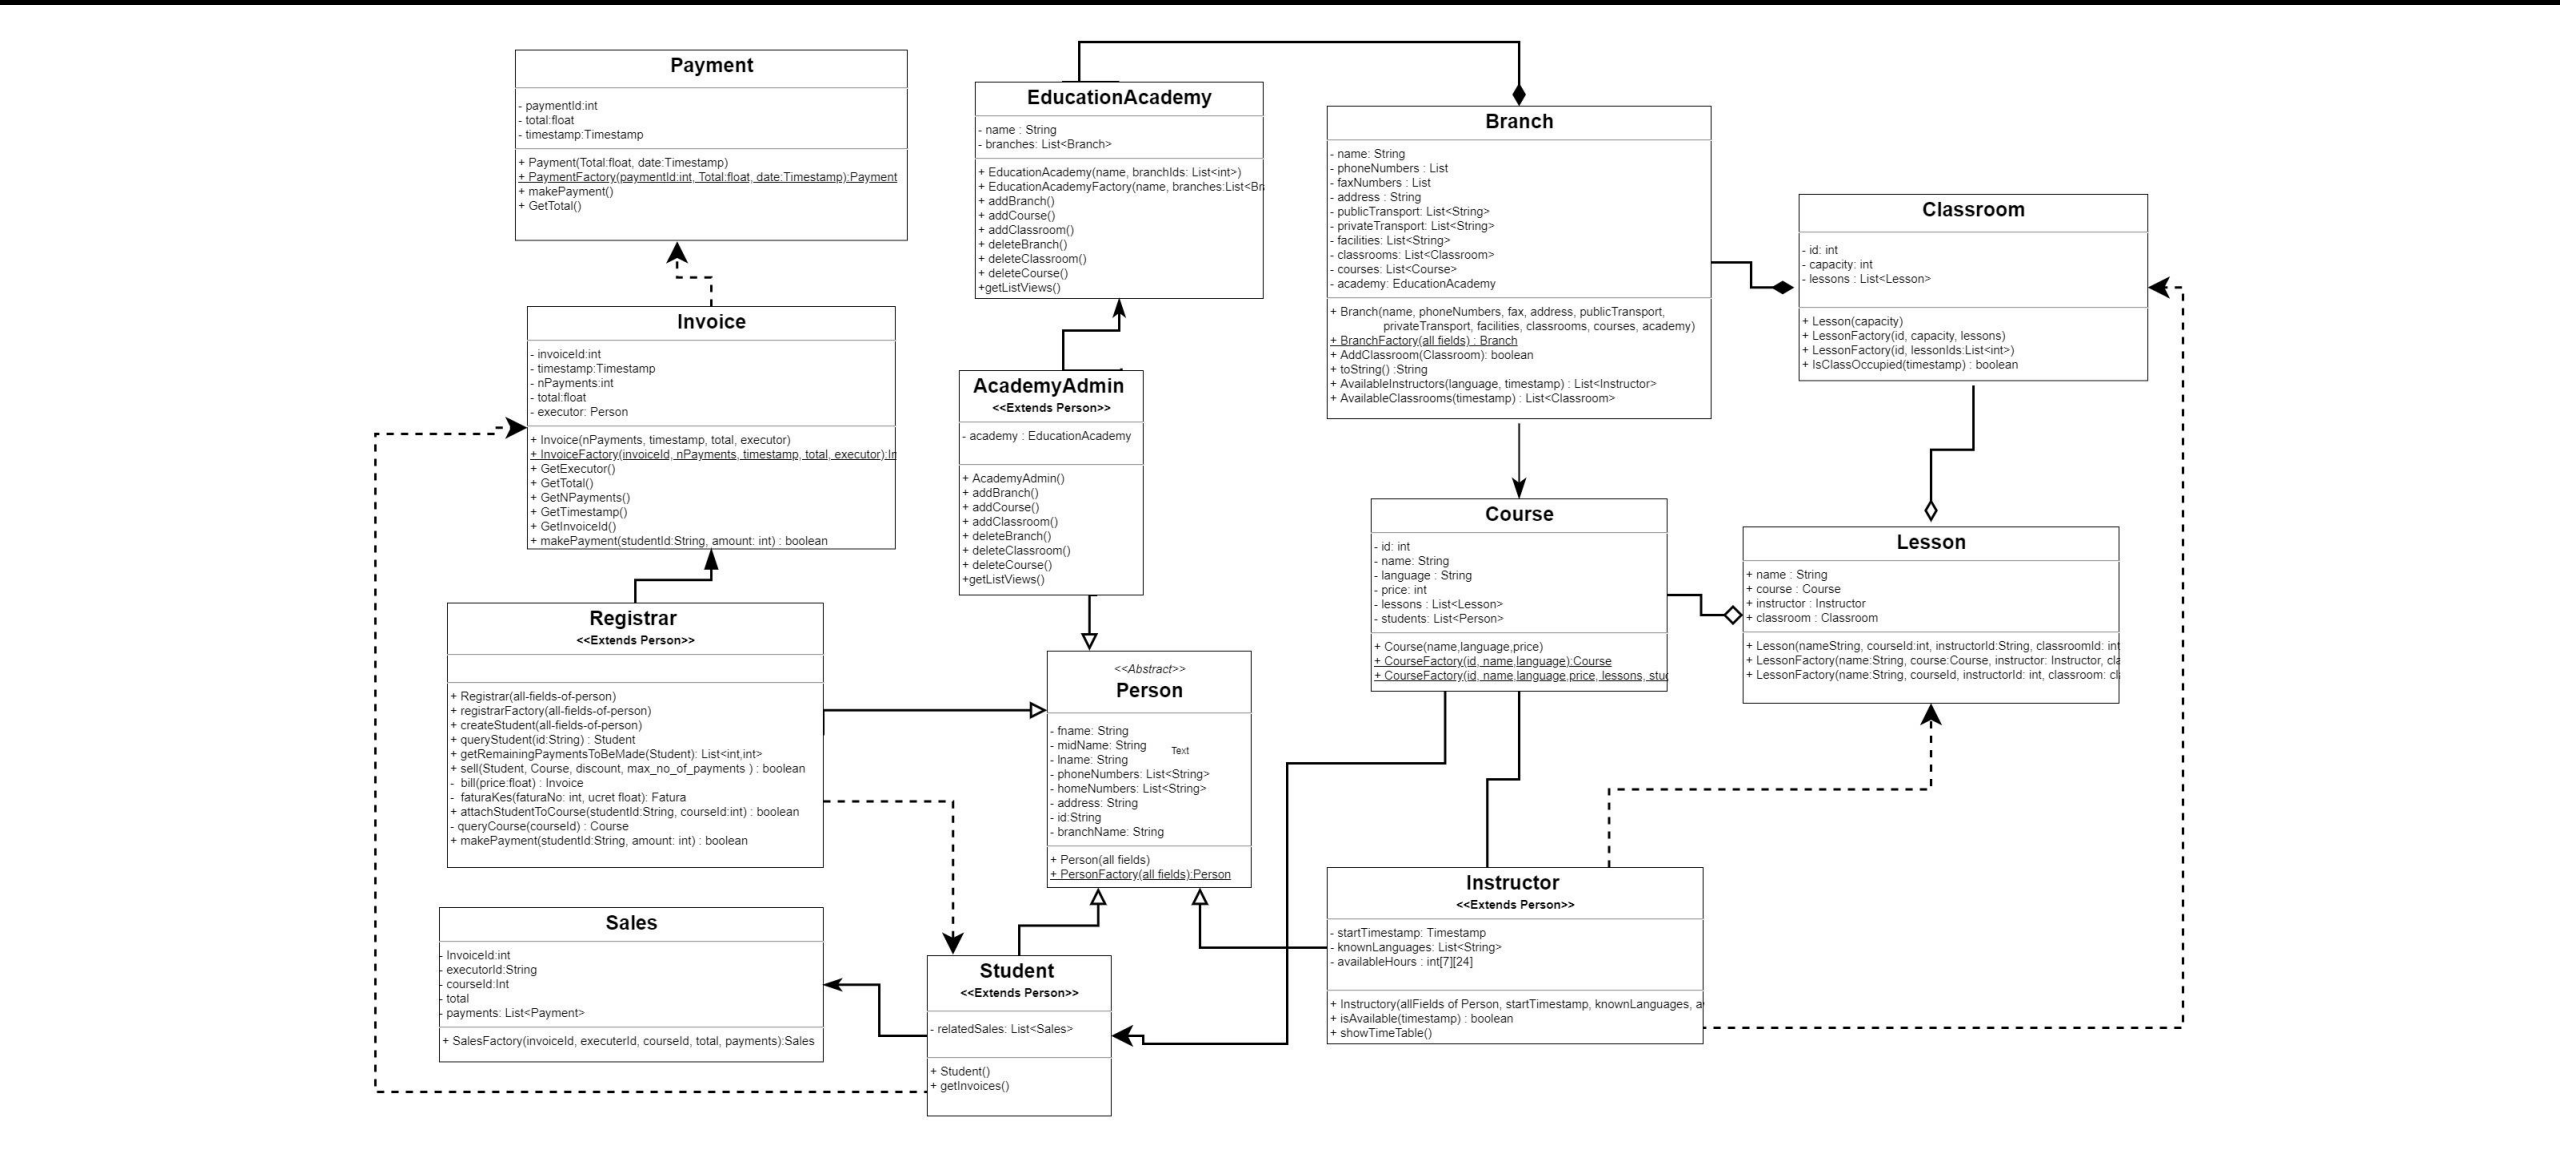 Payment
- paymentId:int
- total:float
- timestamp:Timestamp
+ Payment(Total:float, date:Timestamp)
+ PaymentFactory(paymentId:int, Total:float, date:Timestamp):Payment
+ makePayment()
+ GetTotal()
EducationAcademy
- name : String
- branches: List<Branch>
+ EducationAcademy(name, branchIds: List<int>)
+ EducationAcademyFactory(name, branches:List<Br
+ addBranch()
+ addCourse()
+ addClassroom()
+ deleteBranch()
+ deleteClassroom()
+ deleteCourse()
+getListViews()
Branch
- name: String
- phoneNumbers : List
- faxNumbers : List
- address : String
- publicTransport: List<String>
- privateTransport: List<String>
- facilities: List<String>
- classrooms: List<Classroom>
- courses: List<Course>
- academy: EducationAcademy
+ Branch(name, phoneNumbers, fax, address, publicTransport,
privateTransport, facilities, classrooms, courses, academy)
+ BranchFactory(all fields) : Branch
+ AddClassroom(Classroom): boolean
+ toString() :String
+ AvailableInstructors(language, timestamp) : List<Instructor>
+ AvailableClassrooms(timestamp) : List<Classroom>
Classroom
- id: int
- capacity: int
- lessons : List<Lesson>
+ Lesson(capacity)
+ LessonFactory(id, capacity, lessons)
+ LessonFactory(id, lessonIds:List<int>)
+ IsClassOccupied(timestamp) : boolean
Invoice
- invoiceId:int
- timestamp:Timestamp
- nPayments:int
- total:float
- executor: Person
+ Invoice(nPayments, timestamp, total, executor)
+ InvoiceFactory(invoiceId, nPayments, timestamp, total, executor):In
+ GetExecutor()
+ GetTotal()
+ GetNPayments()
+ GetTimestamp()
+ GetInvoiceId()
+ makePayment(studentId:String, amount: int) : boolean
AcademyAdmin
<<Extends Person>>
- academy : EducationAcademy
+ AcademyAdmin()
+ addBranch()
+ addCourse()
+ addClassroom()
+ deleteBranch()
+ deleteClassroom()
+ deleteCourse()
+getListViews()
Course
- id: int
- name: String
- language : String
- price: int
- lessons : List<Lesson>
- students: List<Person>
+ Course(name,language,price)
+ CourseFactory(id, name,language):Course
+ CourseFactory(id, name,language,price, lessons, stud
Lesson
+ name : String
+ course : Course
+ instructor : Instructor
+ classroom : Classroom
+ Lesson(nameString, courseId:int, instructorId:String, classroomId: int
+ LessonFactory(name:String, course:Course, instructor: Instructor, cla
+ LessonFactory(name:String, courseId, instructorId: int, classroom: cl
Registrar
<<Extends Person>>
+ Registrar(all-fields-of-person)
+ registrarFactory(all-fields-of-person)
+ createStudent(all-fields-of-person)
+ queryStudent(id:String) : Student
+ getRemainingPaymentsToBeMade(Student): List<int,int>
+ sell(Student, Course, discount, max_no_of_payments ) : boolean
- bill(price:float) : Invoice
- faturaKes(faturaNo: int, ucret float): Fatura
+ attachStudentToCourse(studentId:String, courseId:int) : boolean
- queryCourse(courseId) : Course
+ makePayment(studentId:String, amount: int) : boolean
<<Abstract>>
Person
- fname: String
- midName: String
Text
- lname: String
- phoneNumbers: List<String>
- homeNumbers: List<String>
- address: String
- id:String
- branchName: String
+ Person(all fields)
+ PersonFactory(all fields):Person
Sales
- InvoiceId:int
- executorId:String
- courseId:Int
- total
- payments: List<Payment>
+ SalesFactory(invoiceId, executerId, courseId, total, payments):Sales
Student
<<Extends Person>>
- relatedSales: List<Sales>
+ Student()
+ getInvoices()
Instructor
<<Extends Person>>
- startTimestamp: Timestamp
- knownLanguages: List<String>
- availableHours : int[7][24]
+ Instructory(allFields of Person, startTimestamp, knownLanguages, a
+ isAvailable(timestamp) : boolean
+ showTimeTable()